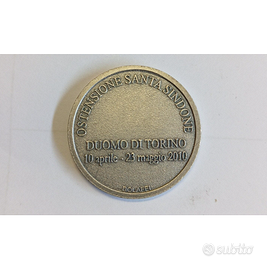 OSTENSIONE SANTA SINDONE
DUOMO DI TORINO
10 aprile - 23 maggio 2010
subito